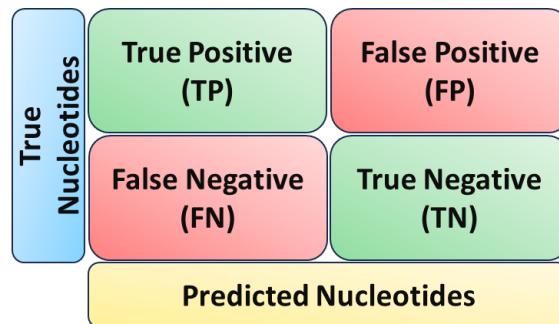 True
Nucleotides
True Positive
(TP)
False Positive
(FP)
False Negative
(FN)
True Negative
(TN)
Predicted Nucleotides